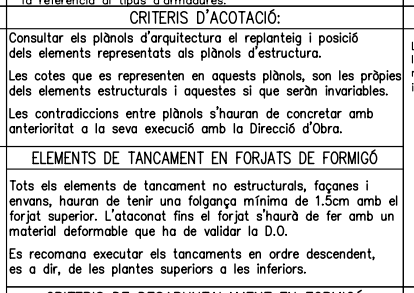 la referència al tipus d'armadures.
CRITERIS D'ACOTACIÓ:
Consultar els plànols d'arquitectura el replanteig i posició
dels elements representats als plànols d'estructura.
Les cotes que es representen en aquests plànols, son les pròpies
dels elements estructurals i aquestes si que seràn invariables.
Les contradiccions entre plànols s'hauran de concretar amb
anterioritat a la seva execució amb la Direcció d'Obra.
ELEMENTS DE TANCAMENT EN FORJATS DE FORMIGÓ
Tots els elements de tancament no estructurals, façanes i
envans, hauran de tenir una folgança mínima de 1.5cm amb el
forjat superior. L'ataconat fins el forjat s'haurà de fer amb un
material deformable que ha de validar la D.O.
Es recomana executar els tancaments en ordre descendent,
es a dir, de les plantes superiors a les inferiors.